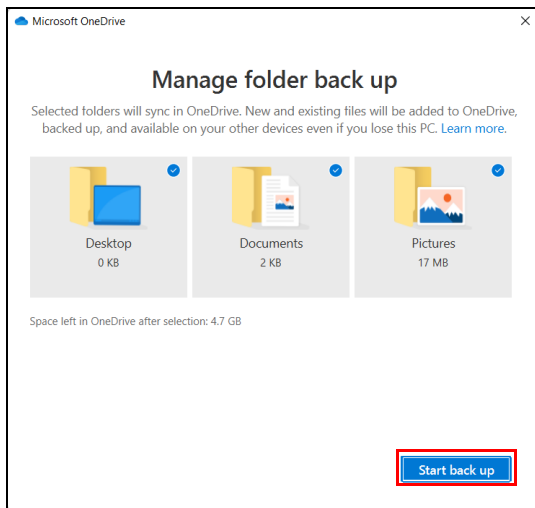 Microsoft OneDrive
Manage folder back up
Selected folders will sync in OneDrive. New and existing files will be added to OneDrive,
backed up, and available on your other devices even if you lose this PC. Learn more.
Desktop
0 KB
Documents
2 KB
Pictures
17 MB
Space left in OneDrive after selection: 4.7 GB
Start back up